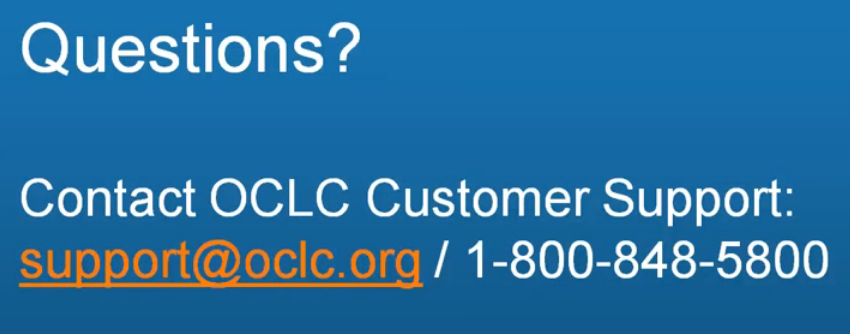 Questions?
Contact OCLC Customer Support:
support@oclc.org / 1-800-848-5800